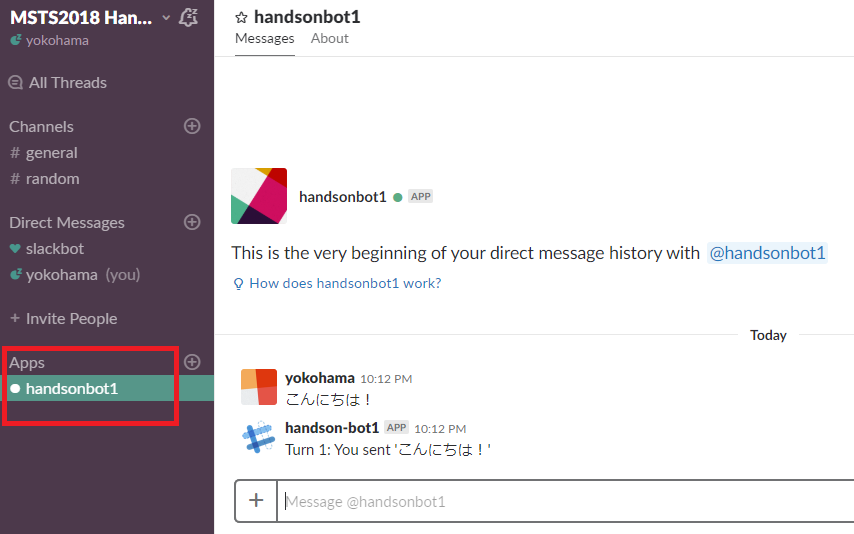 MSTS2018 Han...
yokohama
All Threads
Channels
# general
# random
Direct Messages
slackbot
yokohama (you)
+ Invite People
Apps
handsonbot1
handsonbot1
Messages About
handsonbot1 APP
This is the very beginning of your direct message history with @handsonbot1
How does handsonbot1 work?
Today
yokohama 10:12 PM
こんにちは！
handson-bot1 APP 10:12 PM
Turn 1: You sent 'こんにちは！'
+ Message @handsonbot1